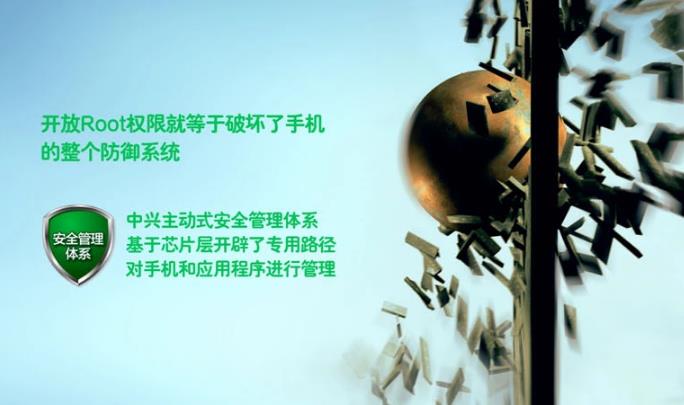 开放Root权限就等于破坏了手机
的整个防御系统
安全管理
体系
中兴主动式安全管理体系
基于芯片层开辟了专用路径
对手机和应用程序进行管理